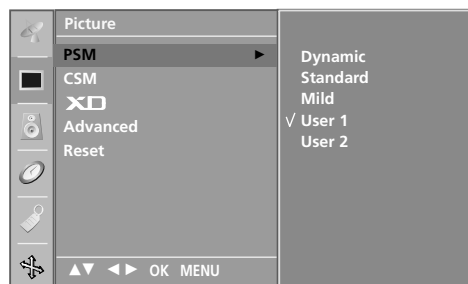 Picture
PSM ►
CSM
XD
Advanced
Reset
▲▼ ◄► OK MENU
Dynamic
Standard
Mild
√ User 1
User 2